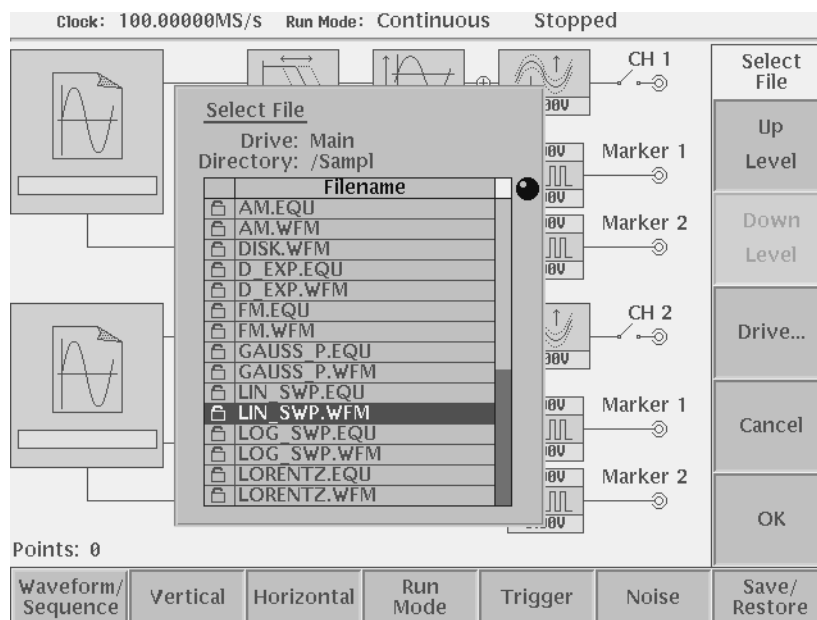 Clock: 100.00000MS/s Run Mode: Continuous Stopped
CH 1
Select File
Drive: Main
Directory: /Sampl
Filename
AM.EQU
AM.WFM
DISK.WFM
D_EXP.EQU
D_EXP.WFM
FM.EQU
FM.WFM
GAUSS_P.EQU
GAUSS_P.WFM
LIN_SWP.EQU
LIN_SWP.WFM
LOG_SWP.EQU
LOG_SWP.WFM
LORENTZ.EQU
LORENTZ.WFM
Marker 1
Marker 2
CH 2
Marker 1
Marker 2
Points: 0
Select
File
Up
Level
Down
Level
Drive...
Cancel
OK
Waveform/
Sequence
Vertical
Horizontal
Run
Mode
Trigger
Noise
Save/
Restore